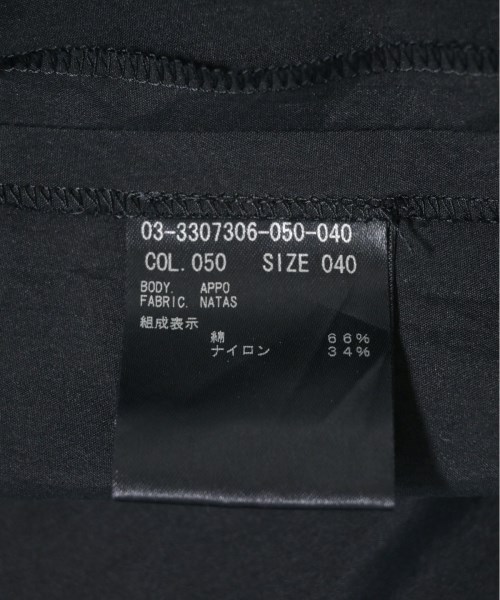 03-3307306-050-040
COL. 050 SIZE 040
BODY. APPO
FABRIC. NATAS
組成表示
綿 66%
ナイロン 34%